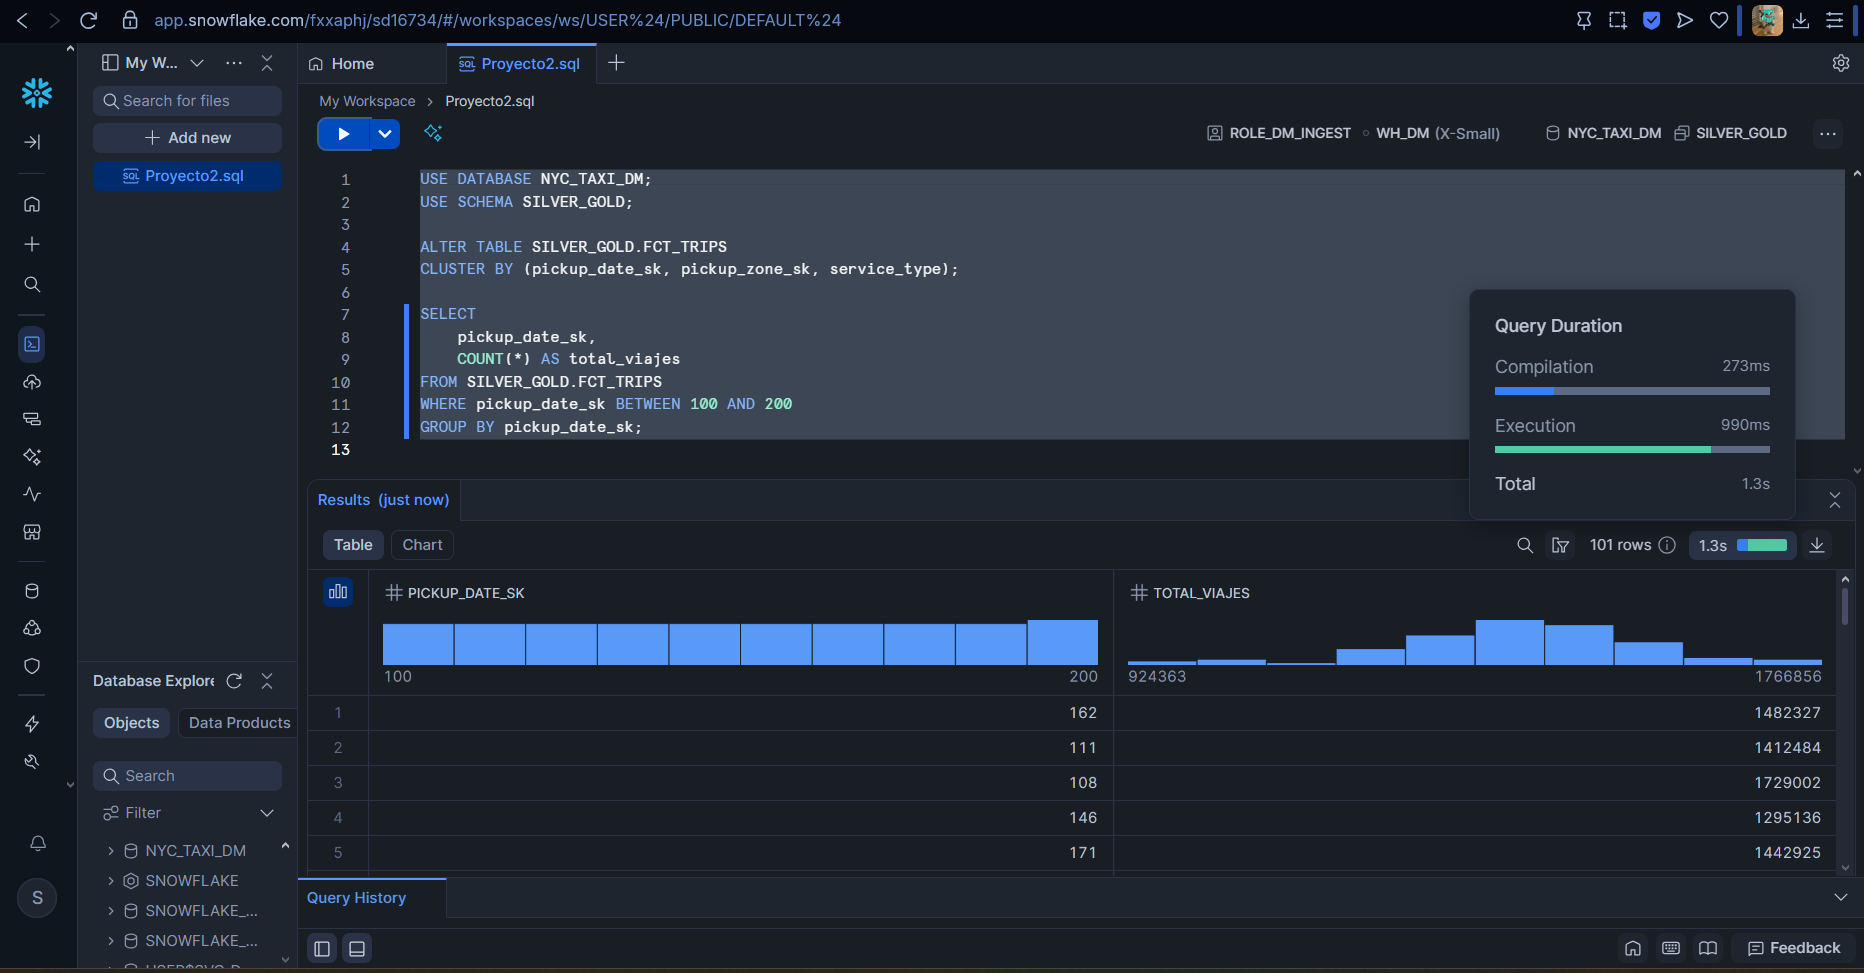 app.snowflake.com/fxxaphj/sd16734/#/workspaces/ws/USER%24/PUBLIC/DEFAULT%24
My W...
Search for files
Add new
Proyecto2.sql
Home
Proyecto2.sql
My Workspace > Proyecto2.sql
ROLE_DM_INGEST
WH_DM (X-Small)
NYC_TAXI_DM
SILVER_GOLD
1 USE DATABASE NYC_TAXI_DM;
2 USE SCHEMA SILVER_GOLD;
3
4 ALTER TABLE SILVER_GOLD.FCT_TRIPS
5 CLUSTER BY (pickup_date_sk, pickup_zone_sk, service_type);
6
7 SELECT
8 pickup_date_sk,
9 COUNT(*) AS total_viajes
10 FROM SILVER_GOLD.FCT_TRIPS
11 WHERE pickup_date_sk BETWEEN 100 AND 200
12 GROUP BY pickup_date_sk;
13
Query Duration
Compilation 273ms
Execution 990ms
Total 1.3s
Results (just now)
Table Chart
101 rows 1.3s
PICKUP_DATE_SK TOTAL_VIAJES
100 200 924363 1766856
1 162 1482327
2 111 1412484
3 108 1729002
4 146 1295136
5 171 1442925
Query History
Database Explore
Objects Data Products
Search
Filter
NYC_TAXI_DM
SNOWFLAKE
SNOWFLAKE_...
SNOWFLAKE_...
S
Feedback